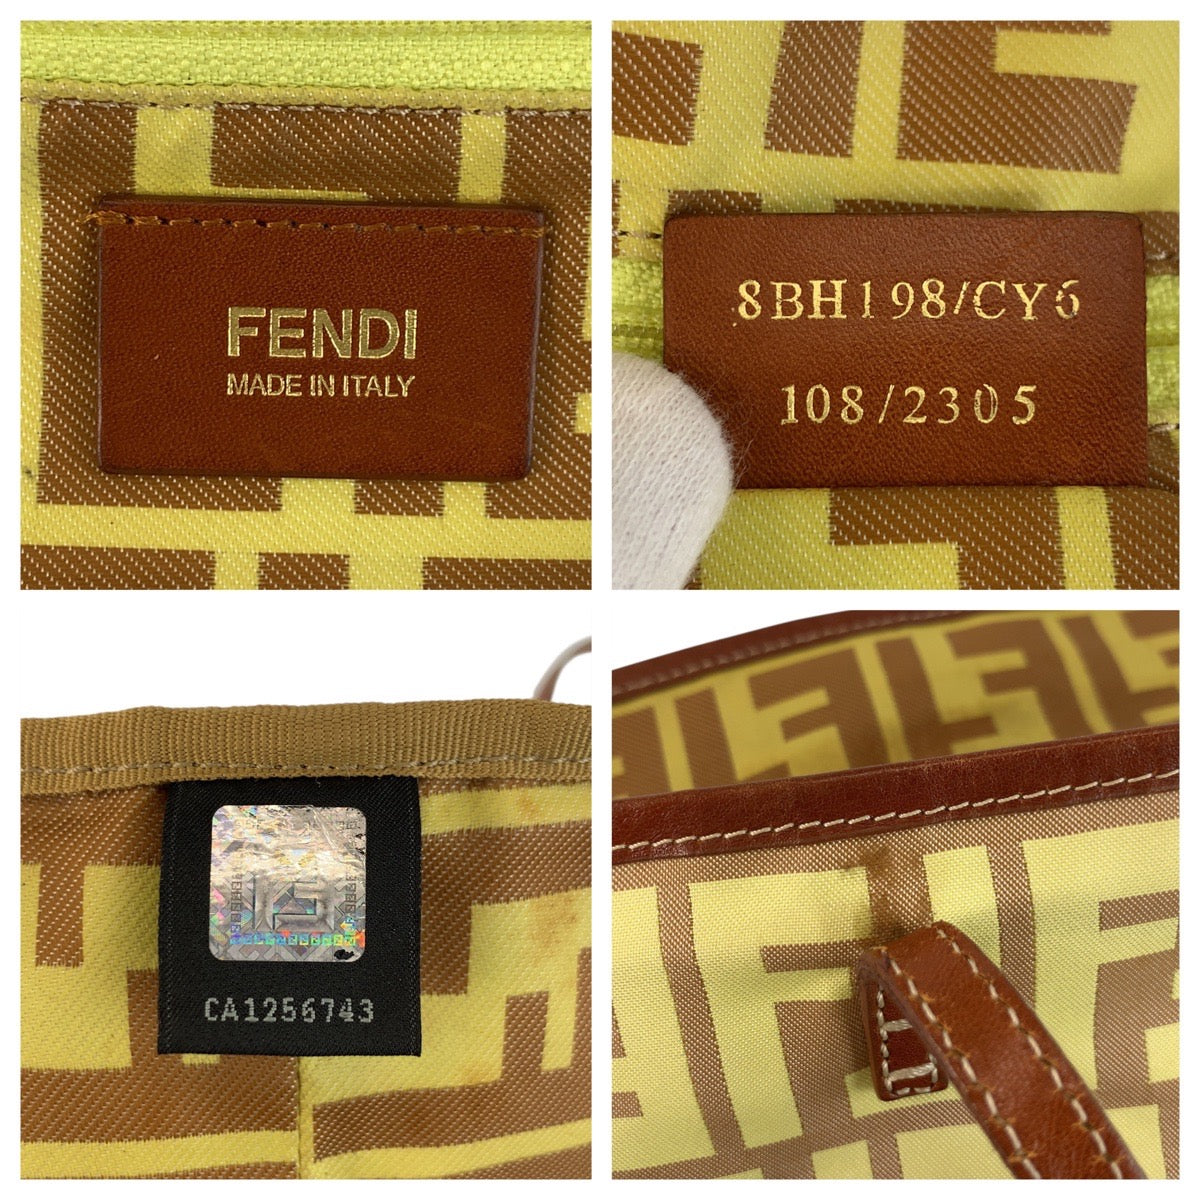 FENDI
MADE IN ITALY
8BH198/CY6
108/2305
CA1256743